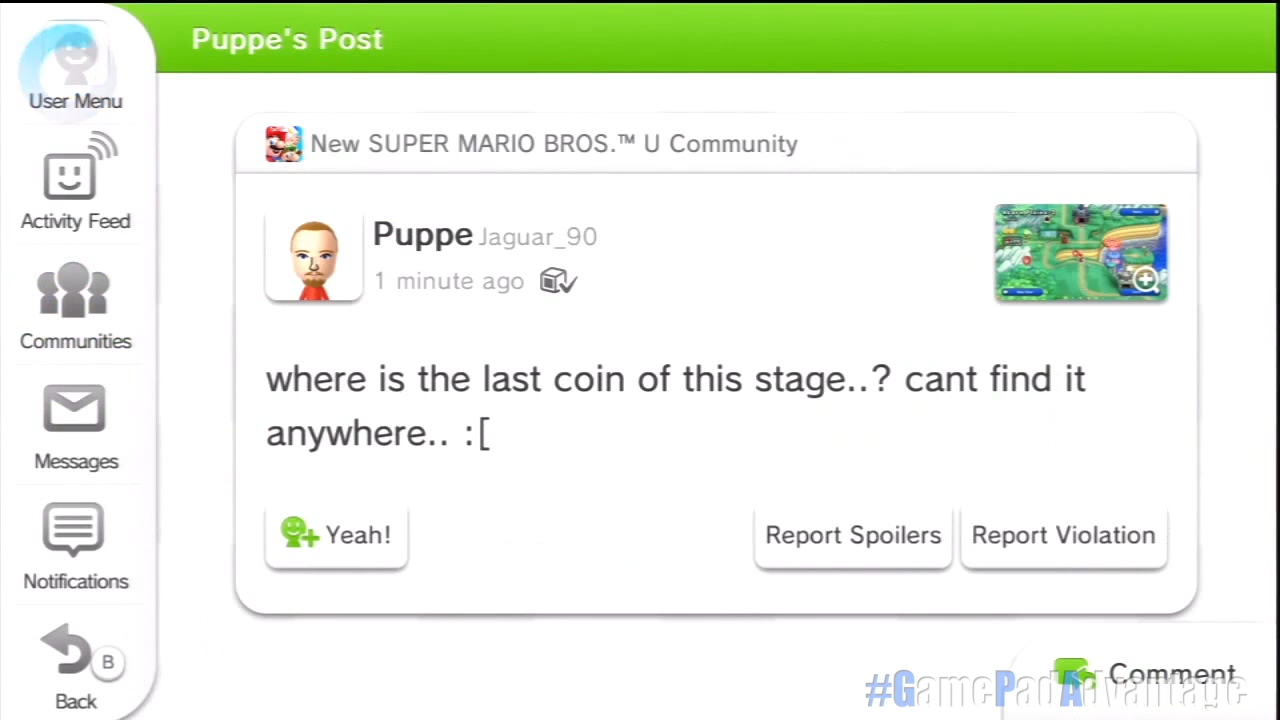 Puppe's Post
User Menu
New SUPER MARIO BROS.™ U Community
Puppe Jaguar_90
Activity Feed
1 minute ago
Communities
where is the last coin of this stage..? cant find it
anywhere.. :[
Messages
Yeah!
Report Spoilers
Report Violation
Notifications
B
Back
Comment
#GamePadAdvantage